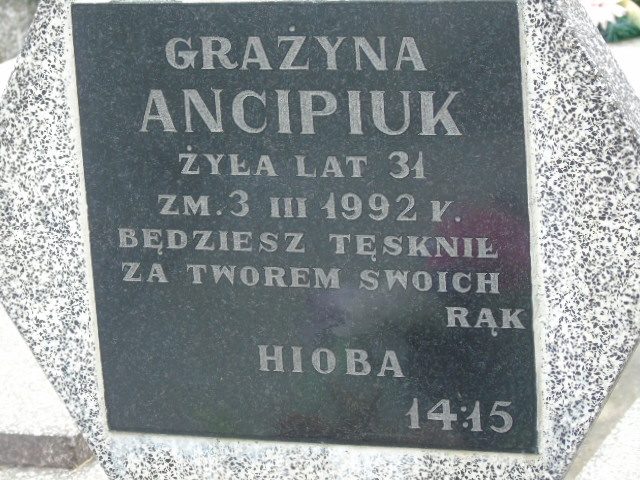 GRAŻYNA
ANCIPIUK
ŻYŁA LAT 31
ZM. 3 III 1992 R.
BĘDZIESZ TĘSKNIŁ
ZA TWOREM SWOICH
RĄK
HIOBA
14:15